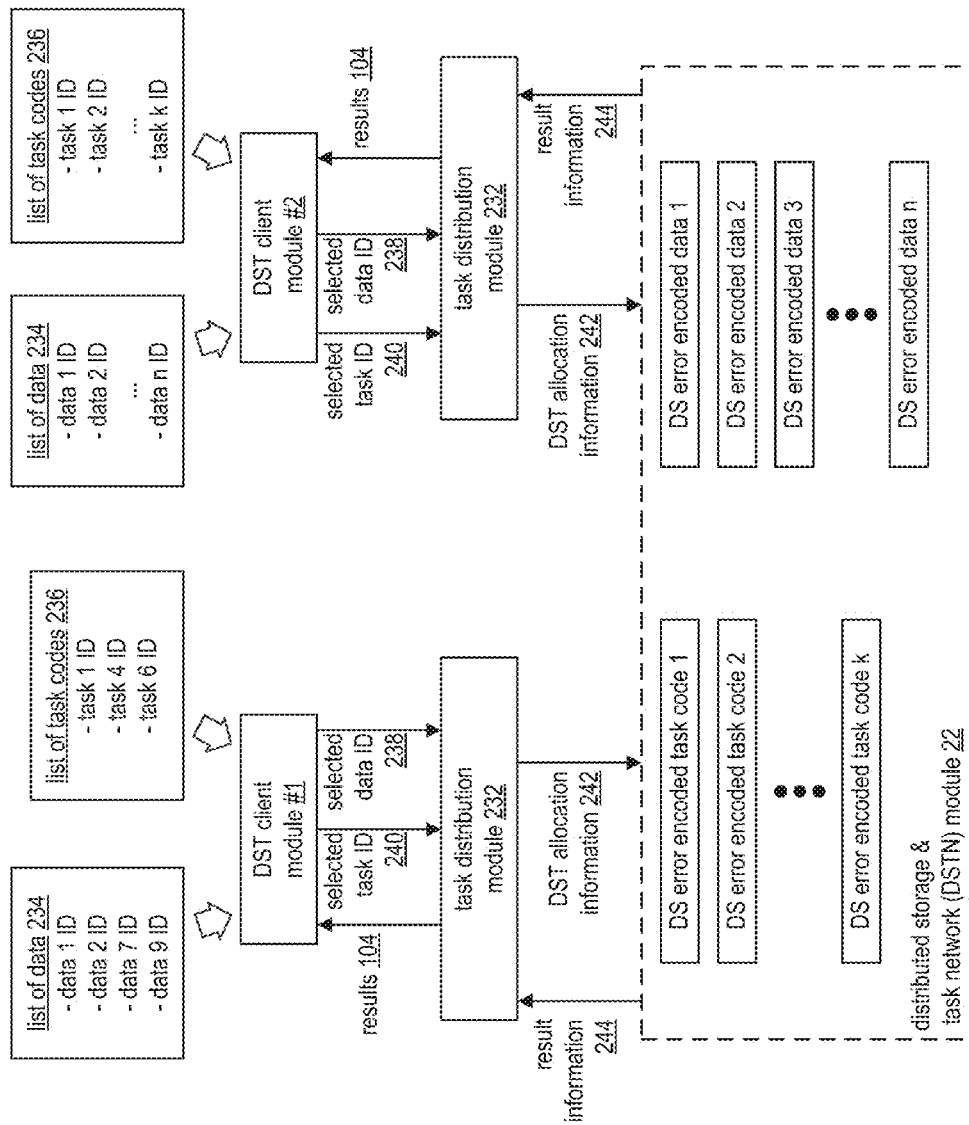 list of data 234
- data 1 ID
- data 2 ID
- data 7 ID
- data 9 ID
list of task codes 236
- task 1 ID
- task 4 ID
- task 6 ID
DST client
module #1
results 104
selected
task ID
240
selected
data ID
238
task distribution
module 232
result
information
244
DST allocation
information 242
list of data 234
- data 1 ID
- data 2 ID
...
- data n ID
list of task codes 236
- task 1 ID
- task 2 ID
...
- task k ID
DST client
module #2
selected
task ID
240
selected
data ID
238
results 104
task distribution
module 232
DST allocation
information 242
result
information
244
DS error encoded task code 1
DS error encoded task code 2
DS error encoded task code k
DS error encoded data 1
DS error encoded data 2
DS error encoded data 3
DS error encoded data n
distributed storage &
task network (DSTN) module 22